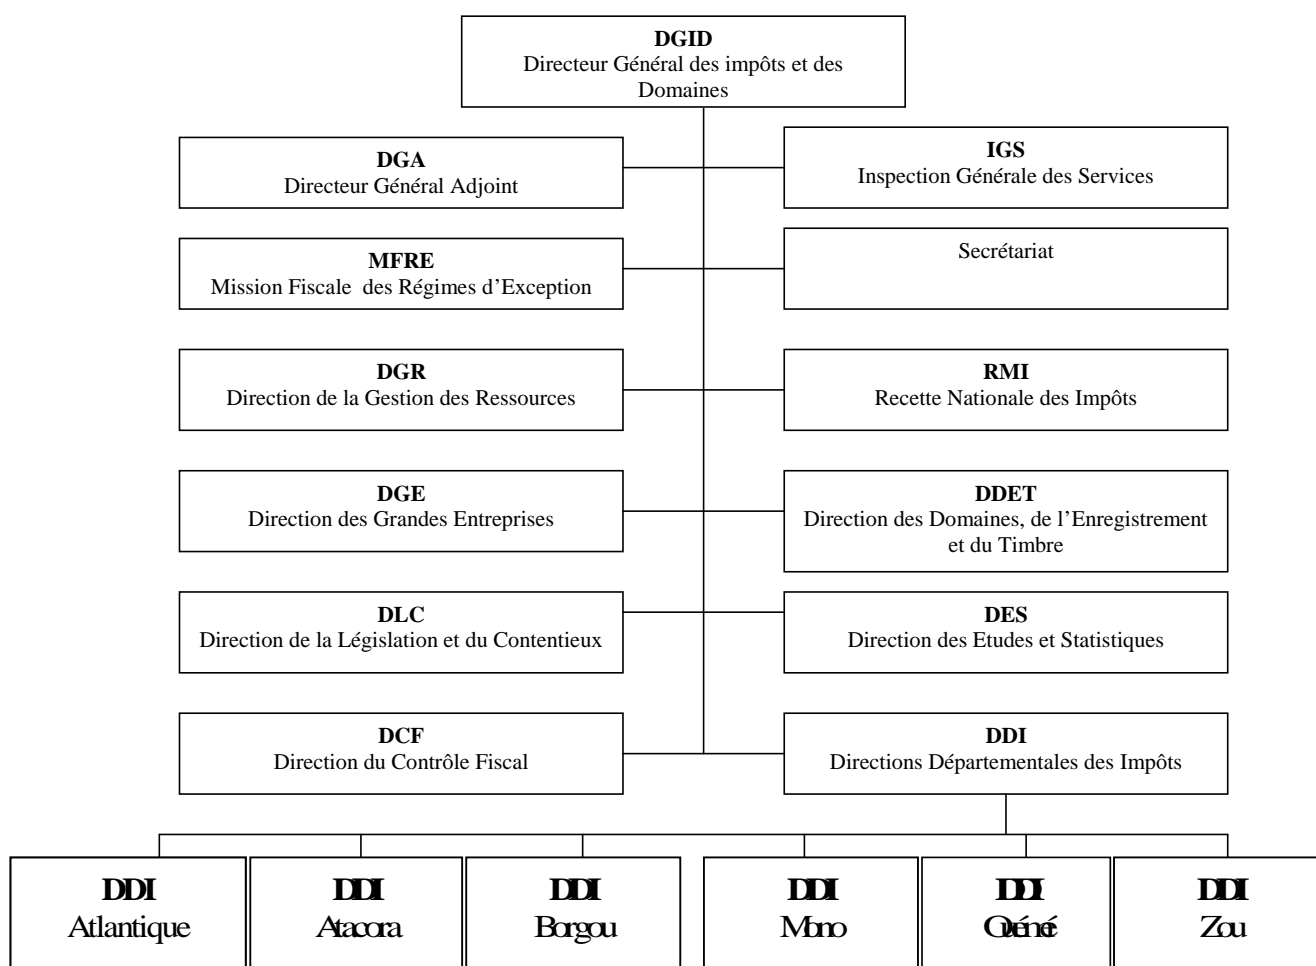 DGID
Directeur Général des impôts et des
Domaines
DGA
Directeur Général Adjoint
IGS
Inspection Générale des Services
MFRE
Mission Fiscale des Régimes d’Exception
Secrétariat
DGR
Direction de la Gestion des Ressources
RMI
Recette Nationale des Impôts
DGE
Direction des Grandes Entreprises
DDET
Direction des Domaines, de l’Enregistrement
et du Timbre
DLC
Direction de la Législation et du Contentieux
DES
Direction des Etudes et Statistiques
DCF
Direction du Contrôle Fiscal
DDI
Directions Départementales des Impôts
DDI
Atlantique
DDI
Atacora
DDI
Borgou
DDI
Mono
DDI
DDI
Zou